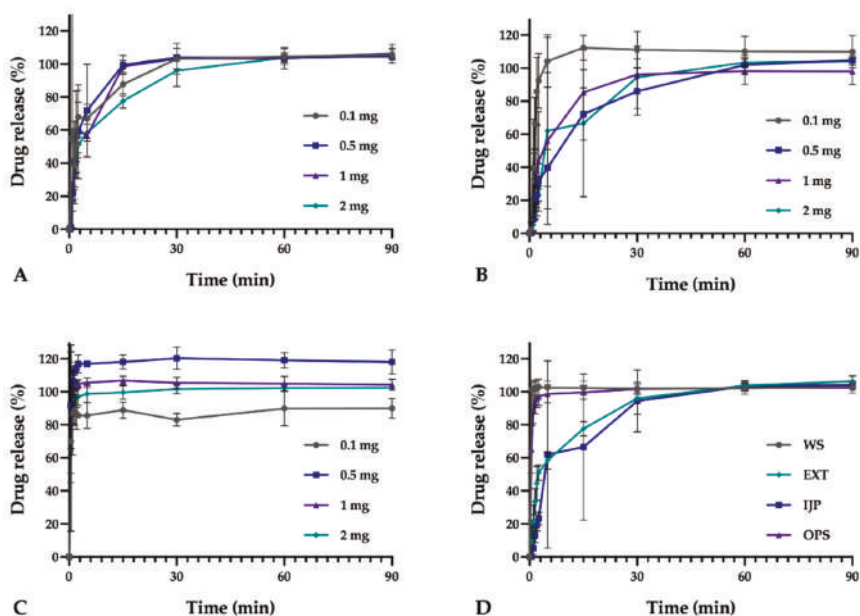 120
100
80
60
40
20
0
Drug release (%)
0.1 mg
0.5 mg
1 mg
2 mg
0 30 60 90
Time (min)
A
120
100
80
60
40
20
0
Drug release (%)
0.1 mg
0.5 mg
1 mg
2 mg
0 30 60 90
Time (min)
B
120
100
80
60
40
20
0
Drug release (%)
0.1 mg
0.5 mg
1 mg
2 mg
0 30 60 90
Time (min)
C
120
100
80
60
40
20
0
Drug release (%)
WS
EXT
IJP
OPS
0 30 60 90
Time (min)
D